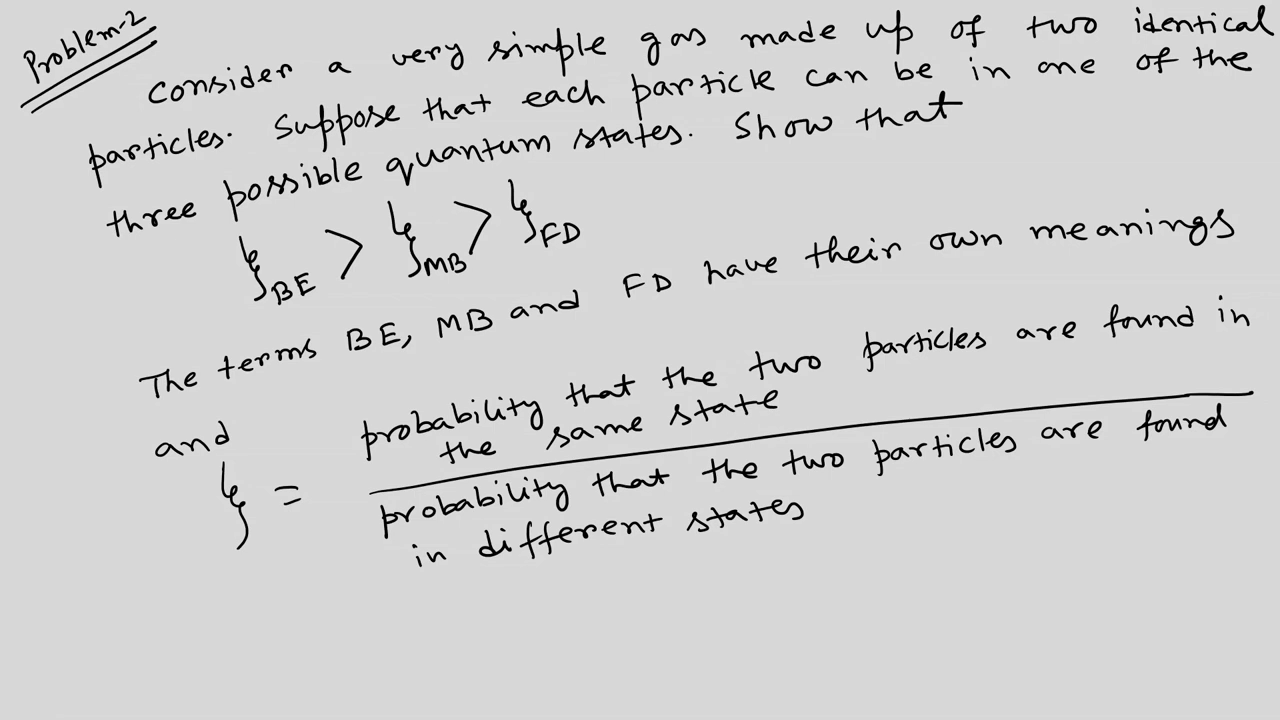 Problem-2
Consider a very simple gas made up of two identical
particles. Suppose that each particle can be in one of the
three possible quantum states. Show that
ξ_BE > ξ_MB > ξ_FD
The terms BE, MB and FD have their own meanings
and
ξ = probability that the two particles are found in
the same state
probability that the two particles are found
in different states